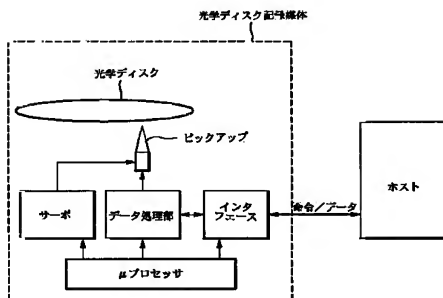 光学ディスク記録媒体
光学ディスク
ピックアップ
サーボ
データ処理部
インタ
フェース
命令/データ
ホスト
μプロセッサ